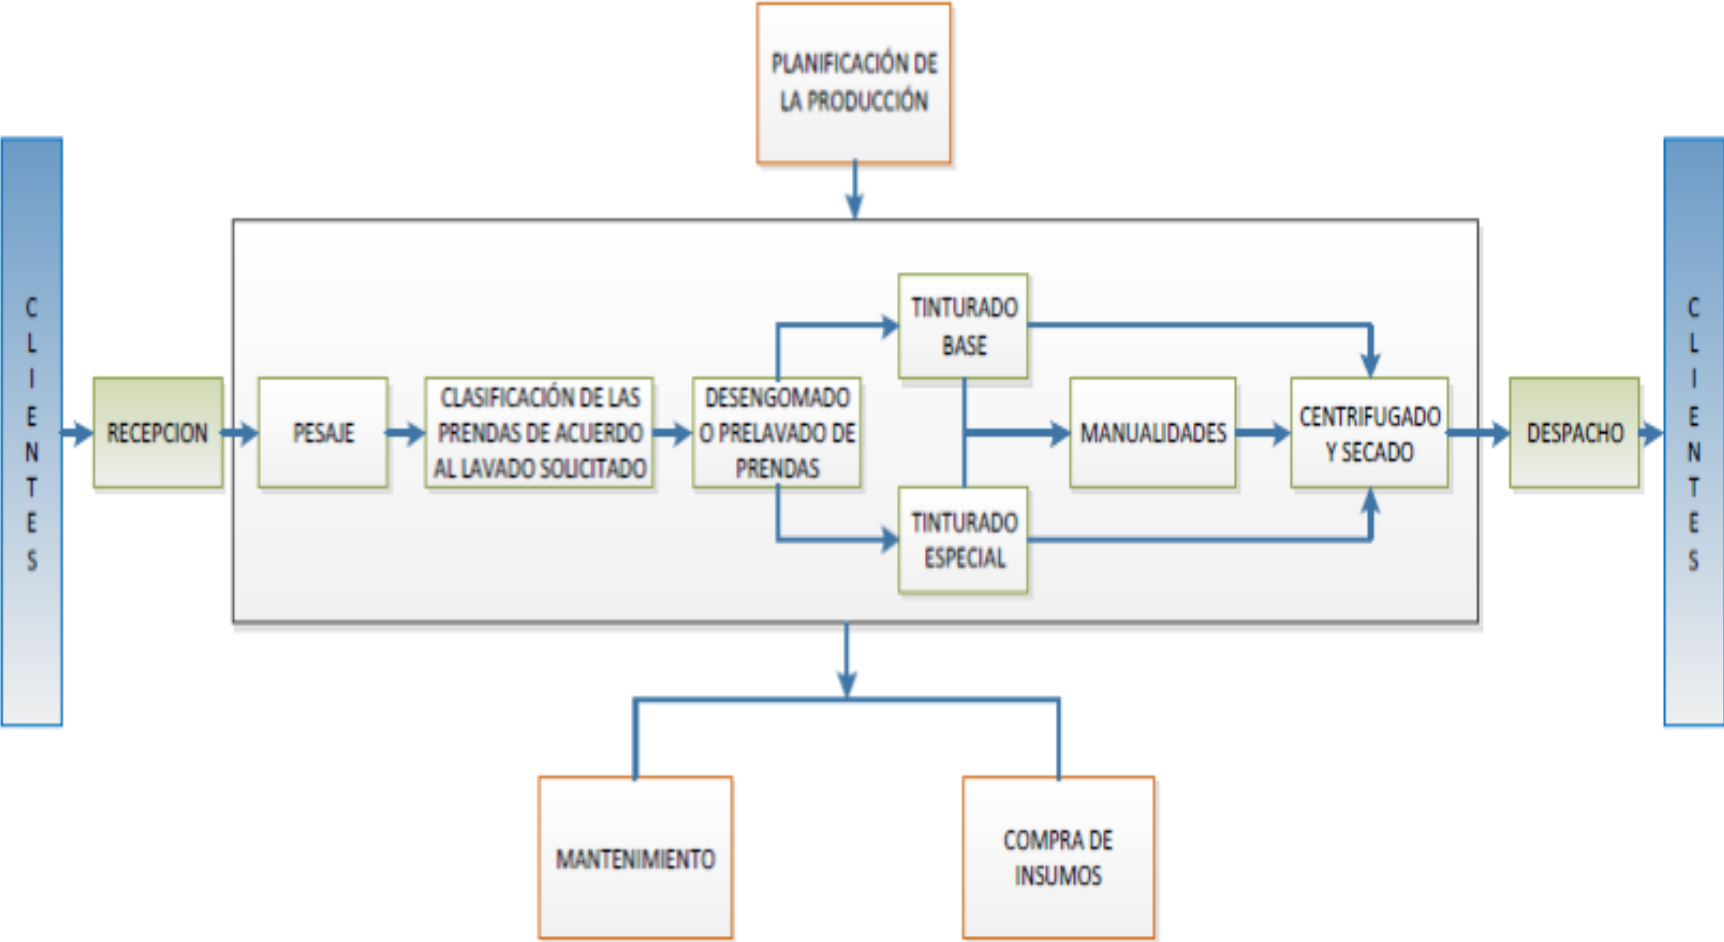 PLANIFICACIÓN DE
LA PRODUCCIÓN
C
L
I
E
N
T
E
S
RECEPCION
PESAJE
CLASIFICACIÓN DE LAS
PRENDAS DE ACUERDO
AL LAVADO SOLICITADO
DESENGOMADO
O PRELAVADO DE
PRENDAS
TINTURADO
BASE
TINTURADO
ESPECIAL
MANUALIDADES
CENTRIFUGADO
Y SECADO
DESPACHO
C
L
I
E
N
T
E
S
MANTENIMIENTO
COMPRA DE
INSUMOS